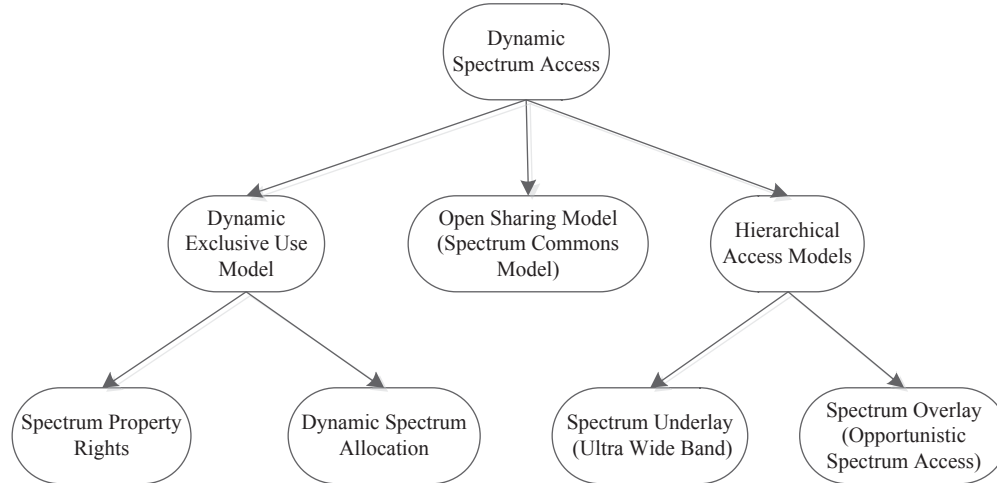 Dynamic
Spectrum Access
Dynamic
Exclusive Use
Model
Open Sharing Model
(Spectrum Commons
Model)
Hierarchical
Access Models
Spectrum Property
Rights
Dynamic Spectrum
Allocation
Spectrum Underlay
(Ultra Wide Band)
Spectrum Overlay
(Opportunistic
Spectrum Access)